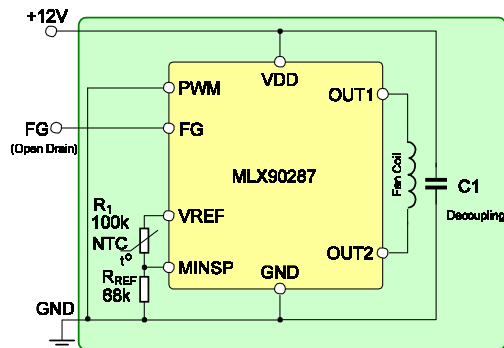 +12V
VDD
PWM
OUT1
FG
(Open Drain)
FG
MLX90287
Fan Coil
C1
Decoupling
R1
100k
NTC
t°
VREF
MINSP
OUT2
GND
RREF
88k
GND